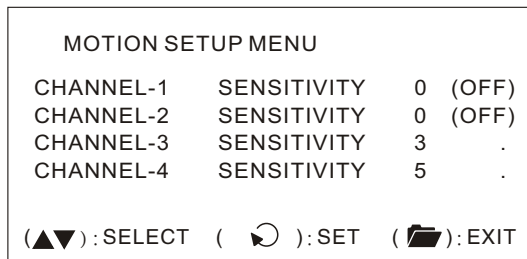 MOTION SETUP MENU
CHANNEL-1 SENSITIVITY 0 (OFF)
CHANNEL-2 SENSITIVITY 0 (OFF)
CHANNEL-3 SENSITIVITY 3 .
CHANNEL-4 SENSITIVITY 5 .
(▲▼) : SELECT ( ) : SET ( ) : EXIT